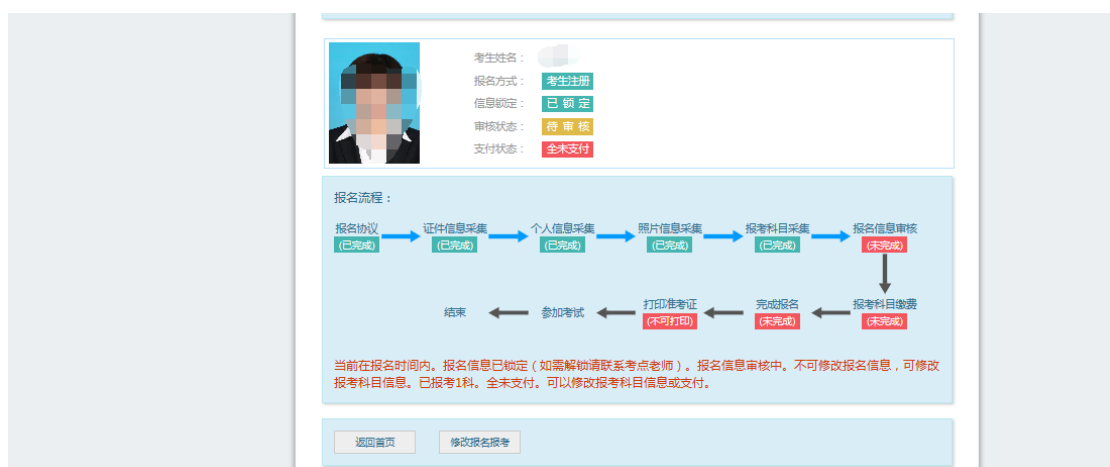 考生姓名：
报名方式： 考生注册
信息锁定： 已 锁 定
审核状态： 待 审 核
支付状态： 全未支付
报名流程：
报名协议 证件信息采集 个人信息采集 照片信息采集 报考科目采集 报名信息审核
(已完成) (已完成) (已完成) (已完成) (已完成) (未完成)
结束 参加考试 打印准考证 完成报名 报考科目缴费
(不可打印) (未完成) (未完成)
当前在报名时间内。报名信息已锁定（如需解锁请联系考点老师）。报名信息审核中。不可修改报名信息，可修改
报考科目信息。已报考1科。全未支付。可以修改报考科目信息或支付。
返回首页 修改报名报考